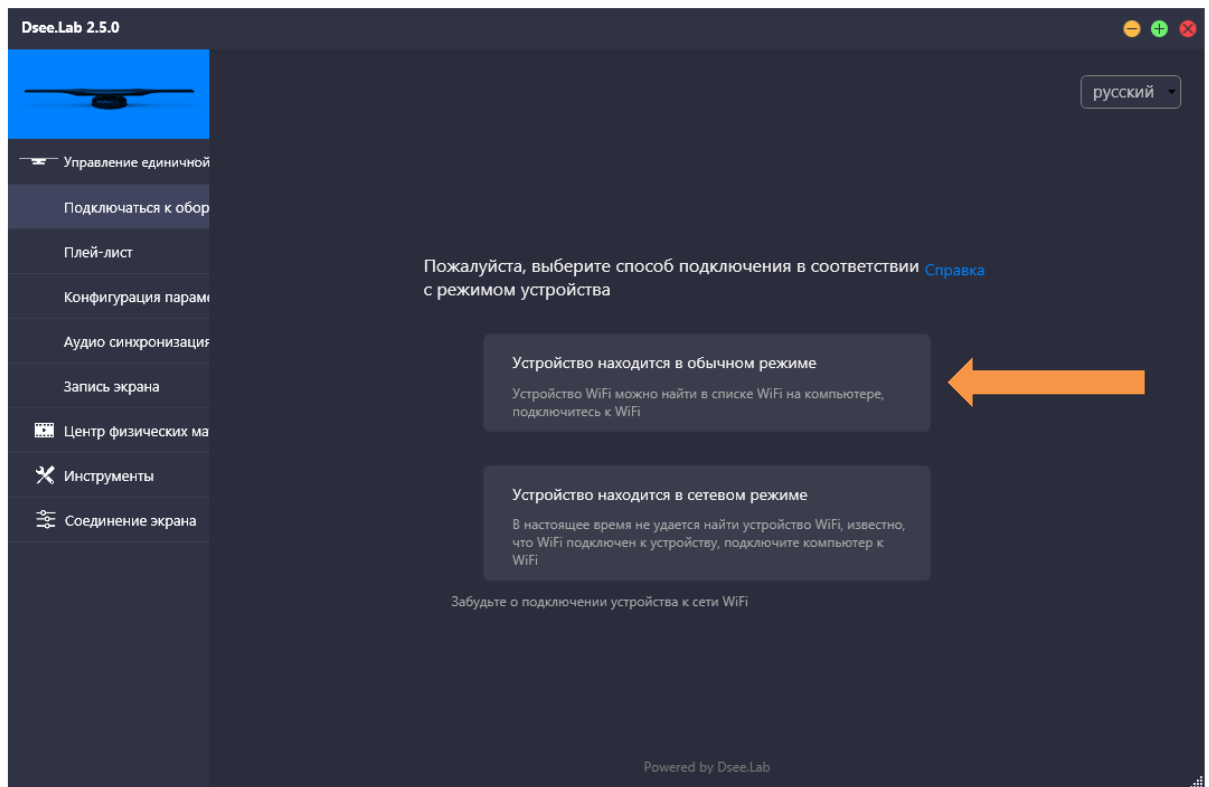 Dsee.Lab 2.5.0
русский
Управление единичной
Подключаться к обор
Плей-лист
Конфигурация парам
Аудио синхронизация
Запись экрана
Центр физических ма
Инструменты
Соединение экрана
Пожалуйста, выберите способ подключения в соответствии Справка
с режимом устройства
Устройство находится в обычном режиме
Устройство WiFi можно найти в списке WiFi на компьютере,
подключитесь к WiFi
Устройство находится в сетевом режиме
В настоящее время не удается найти устройство WiFi, известно,
что WiFi подключен к устройству, подключите компьютер к
WiFi
Забудьте о подключении устройства к сети WiFi
Powered by Dsee.Lab